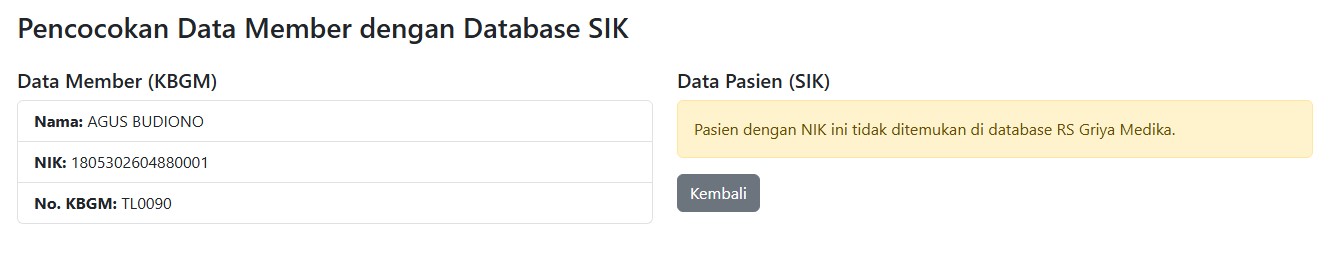 Pencocokan Data Member dengan Database SIK
Data Member (KBGM)
Nama: AGUS BUDIONO
NIK: 1805302604880001
No. KBGM: TL0090
Data Pasien (SIK)
Pasien dengan NIK ini tidak ditemukan di database RS Griya Medika.
Kembali